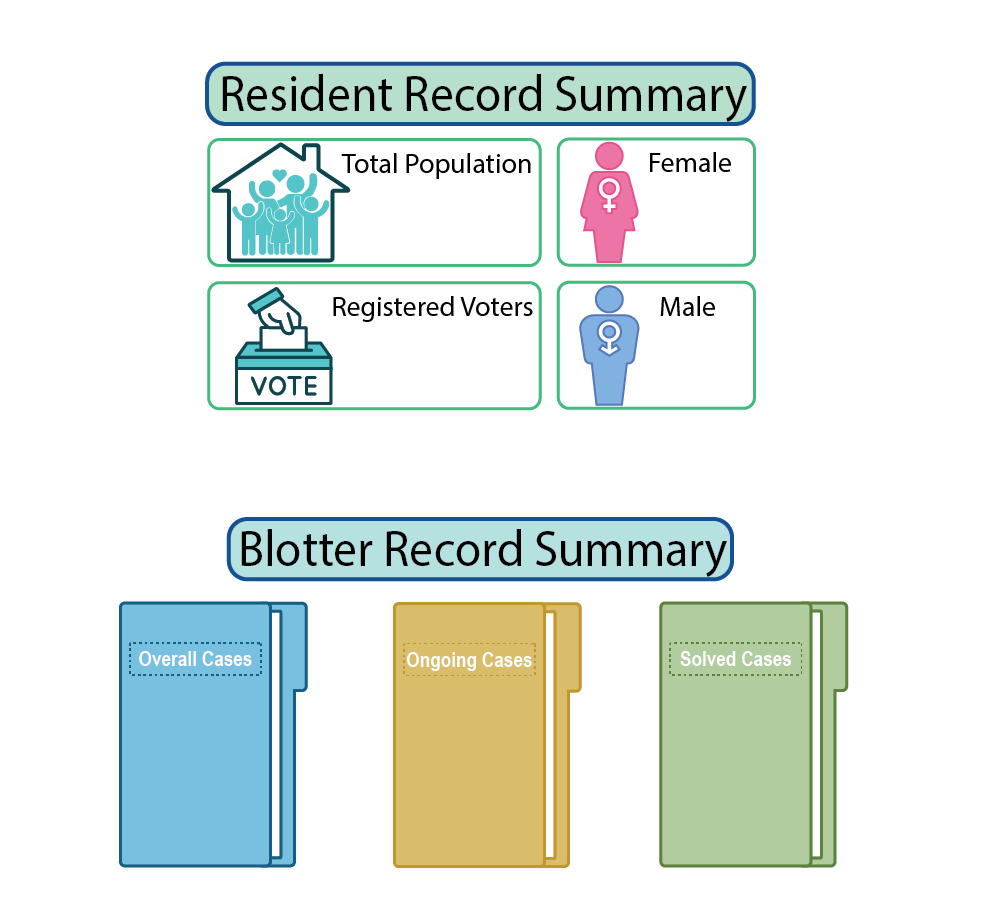 Resident Record Summary
Total Population
Female
Registered Voters
Male
VOTE
Blotter Record Summary
Overall Cases
Ongoing Cases
Solved Cases